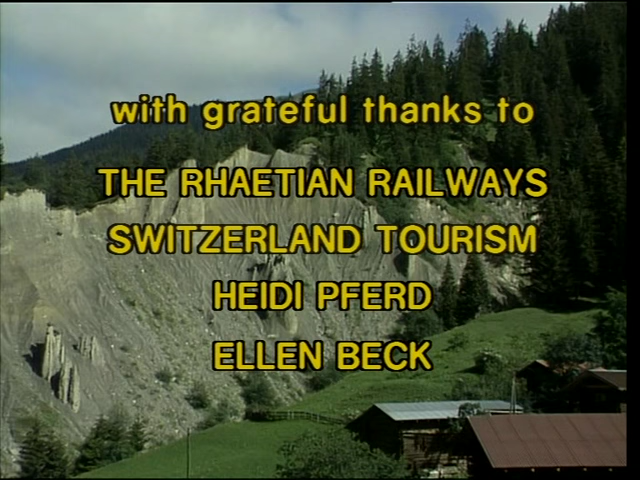 with grateful thanks to
THE RHAETIAN RAILWAYS
SWITZERLAND TOURISM
HEIDI PFERD
ELLEN BECK